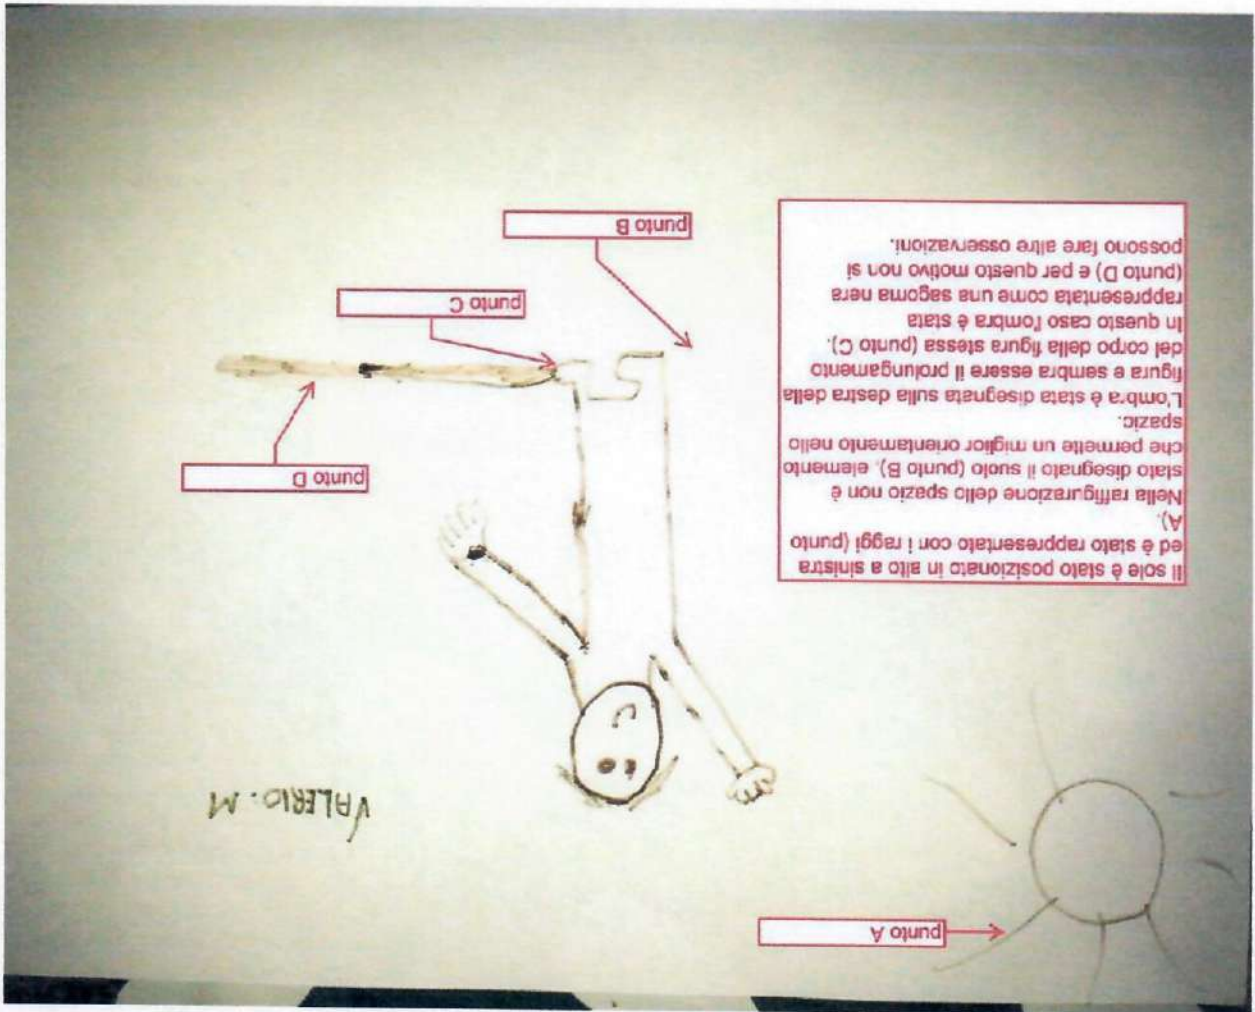 punto A
VALERIO. M
Il sole è stato posizionato in alto a sinistra
ed è stato rappresentato con i raggi (punto
A).
Nella raffigurazione dello spazio non è
stato disegnato il suolo (punto B), elemento
che permette un miglior orientamento nello
spazic.
L'ombra è stata disegnata sulla destra della
figura e sembra essere il prolungamento
del corpo della figura stessa (punto C).
In questo caso l'ombra è stata
rappresentata come una sagoma nera
(punto D) e per questo motivo non si
possono fare altre osservazioni.
punto D
punto C
punto B